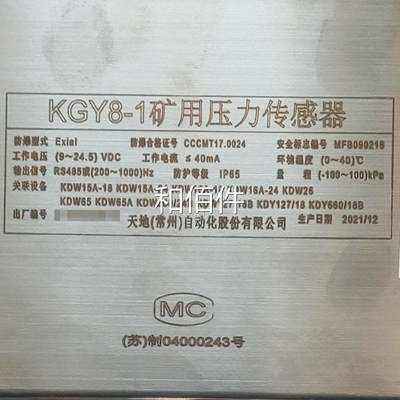 KGY8-1矿用压力传感器
防爆型式 ExiaI 防爆合格证号 CCCMT17.0024 安全标志编号 MFB090218
工作电压 (9~24.5) VDC 工作电流 ≤40mA 环境温度 (0~40)℃
输出信号 RS485或(200~1000)Hz 防护等级 IP65 量 程 (-100~100)kPa
关联设备 KDW16A-18 KDW16A-24 KDW26
KDW65 KDW65A KDY127/18 KDY660/18B
出厂编号 天地(常州)自动化股份有限公司 生产日期 2021/12
和佰件
MC
(苏)制04000243号